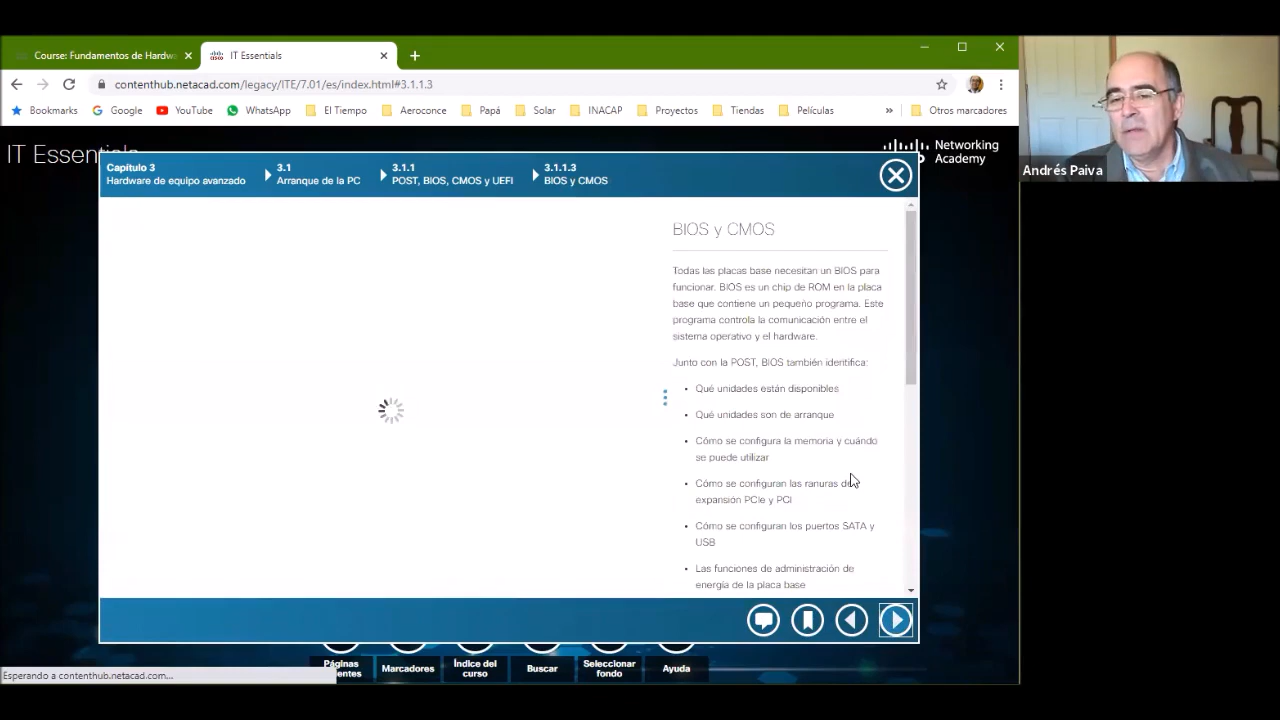 Course: Fundamentos de Hardwa
IT Essentials
contenthub.netacad.com/legacy/ITE/7.01/es/index.html#3.1.1.3
Bookmarks
Google
YouTube
WhatsApp
El Tiempo
Aeroconce
Papá
Solar
INACAP
Proyectos
Tiendas
Películas
»
Otros marcadores
IT Essent
Networking
Academy
Andrés Paiva
Capítulo 3
Hardware de equipo avanzado
3.1
Arranque de la PC
3.1.1
POST, BIOS, CMOS y UEFI
3.1.1.3
BIOS y CMOS
BIOS y CMOS
Todas las placas base necesitan un BIOS para
funcionar. BIOS es un chip de ROM en la placa
base que contiene un pequeño programa. Este
programa controla la comunicación entre el
sistema operativo y el hardware.
Junto con la POST, BIOS también identifica:
• Qué unidades están disponibles
• Qué unidades son de arranque
• Cómo se configura la memoria y cuándo
se puede utilizar
• Cómo se configuran las ranuras de
expansión PCIe y PCI
• Cómo se configuran los puertos SATA y
USB
• Las funciones de administración de
energía de la placa base
Páginas
ientes
Marcadores
Índice del
curso
Buscar
Seleccionar
fondo
Ayuda
Esperando a contenthub.netacad.com...